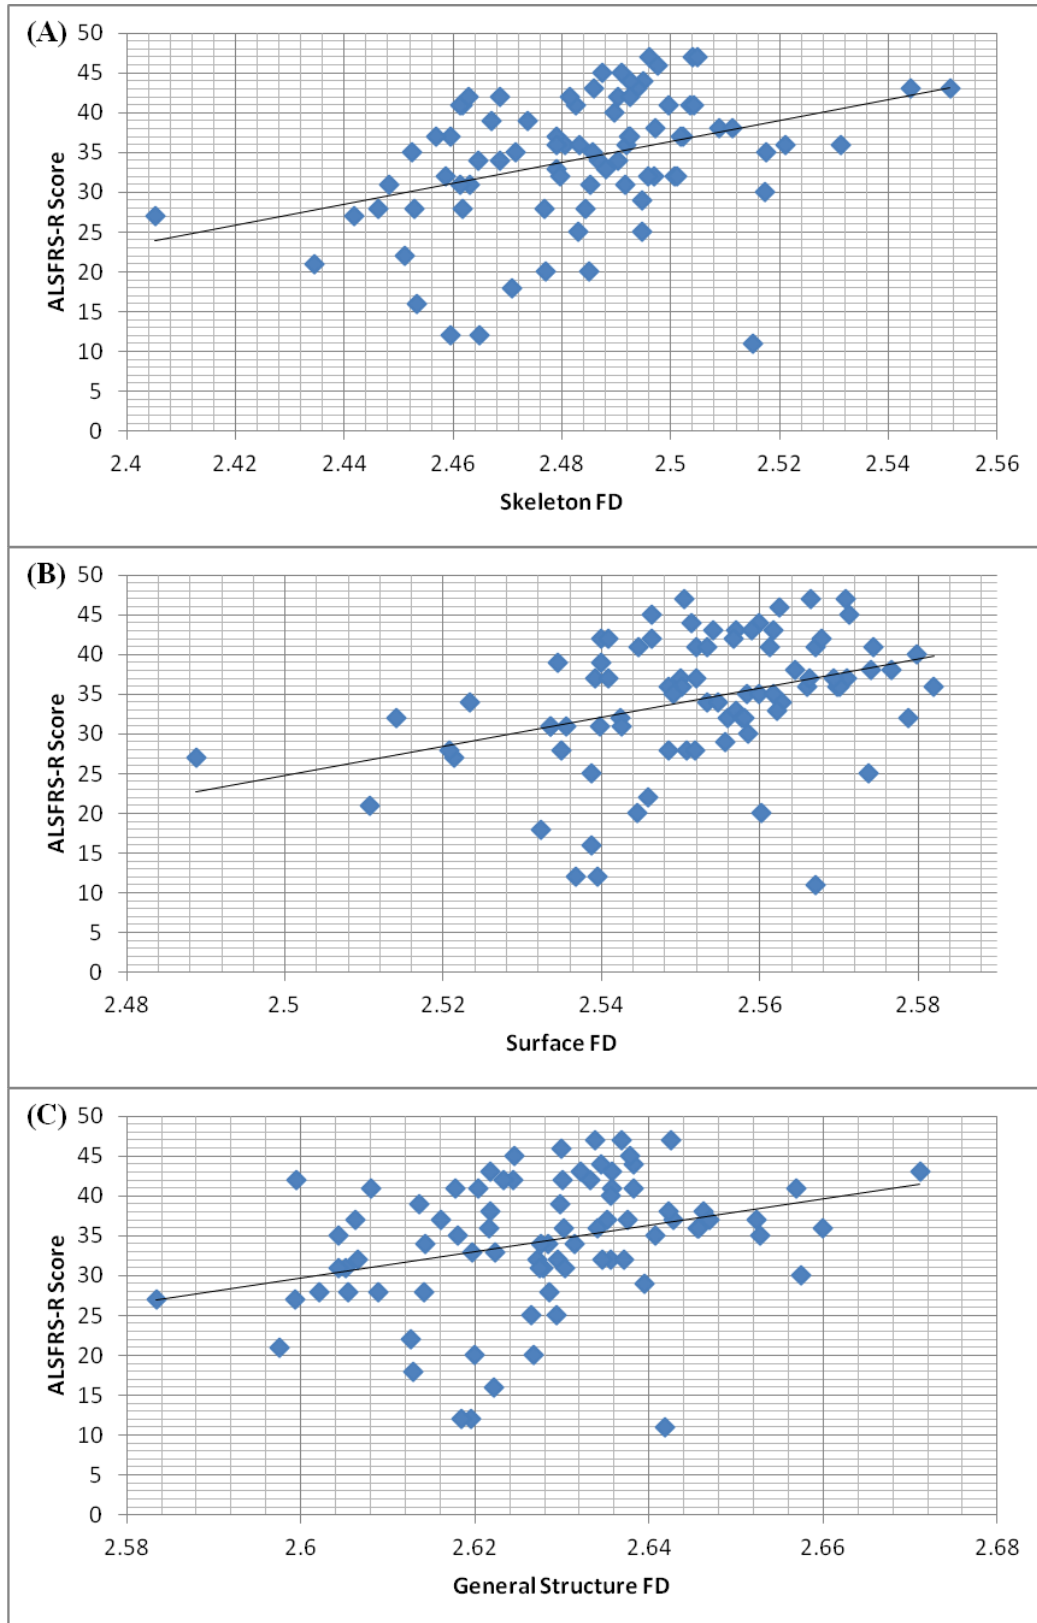 (A)
ALSFRS-R Score
50
45
40
35
30
25
20
15
10
5
0
2.4 2.42 2.44 2.46 2.48 2.5 2.52 2.54 2.56
Skeleton FD
(B)
ALSFRS-R Score
50
45
40
35
30
25
20
15
10
5
0
2.48 2.5 2.52 2.54 2.56 2.58
Surface FD
(C)
ALSFRS-R Score
50
45
40
35
30
25
20
15
10
5
0
2.58 2.6 2.62 2.64 2.66 2.68
General Structure FD